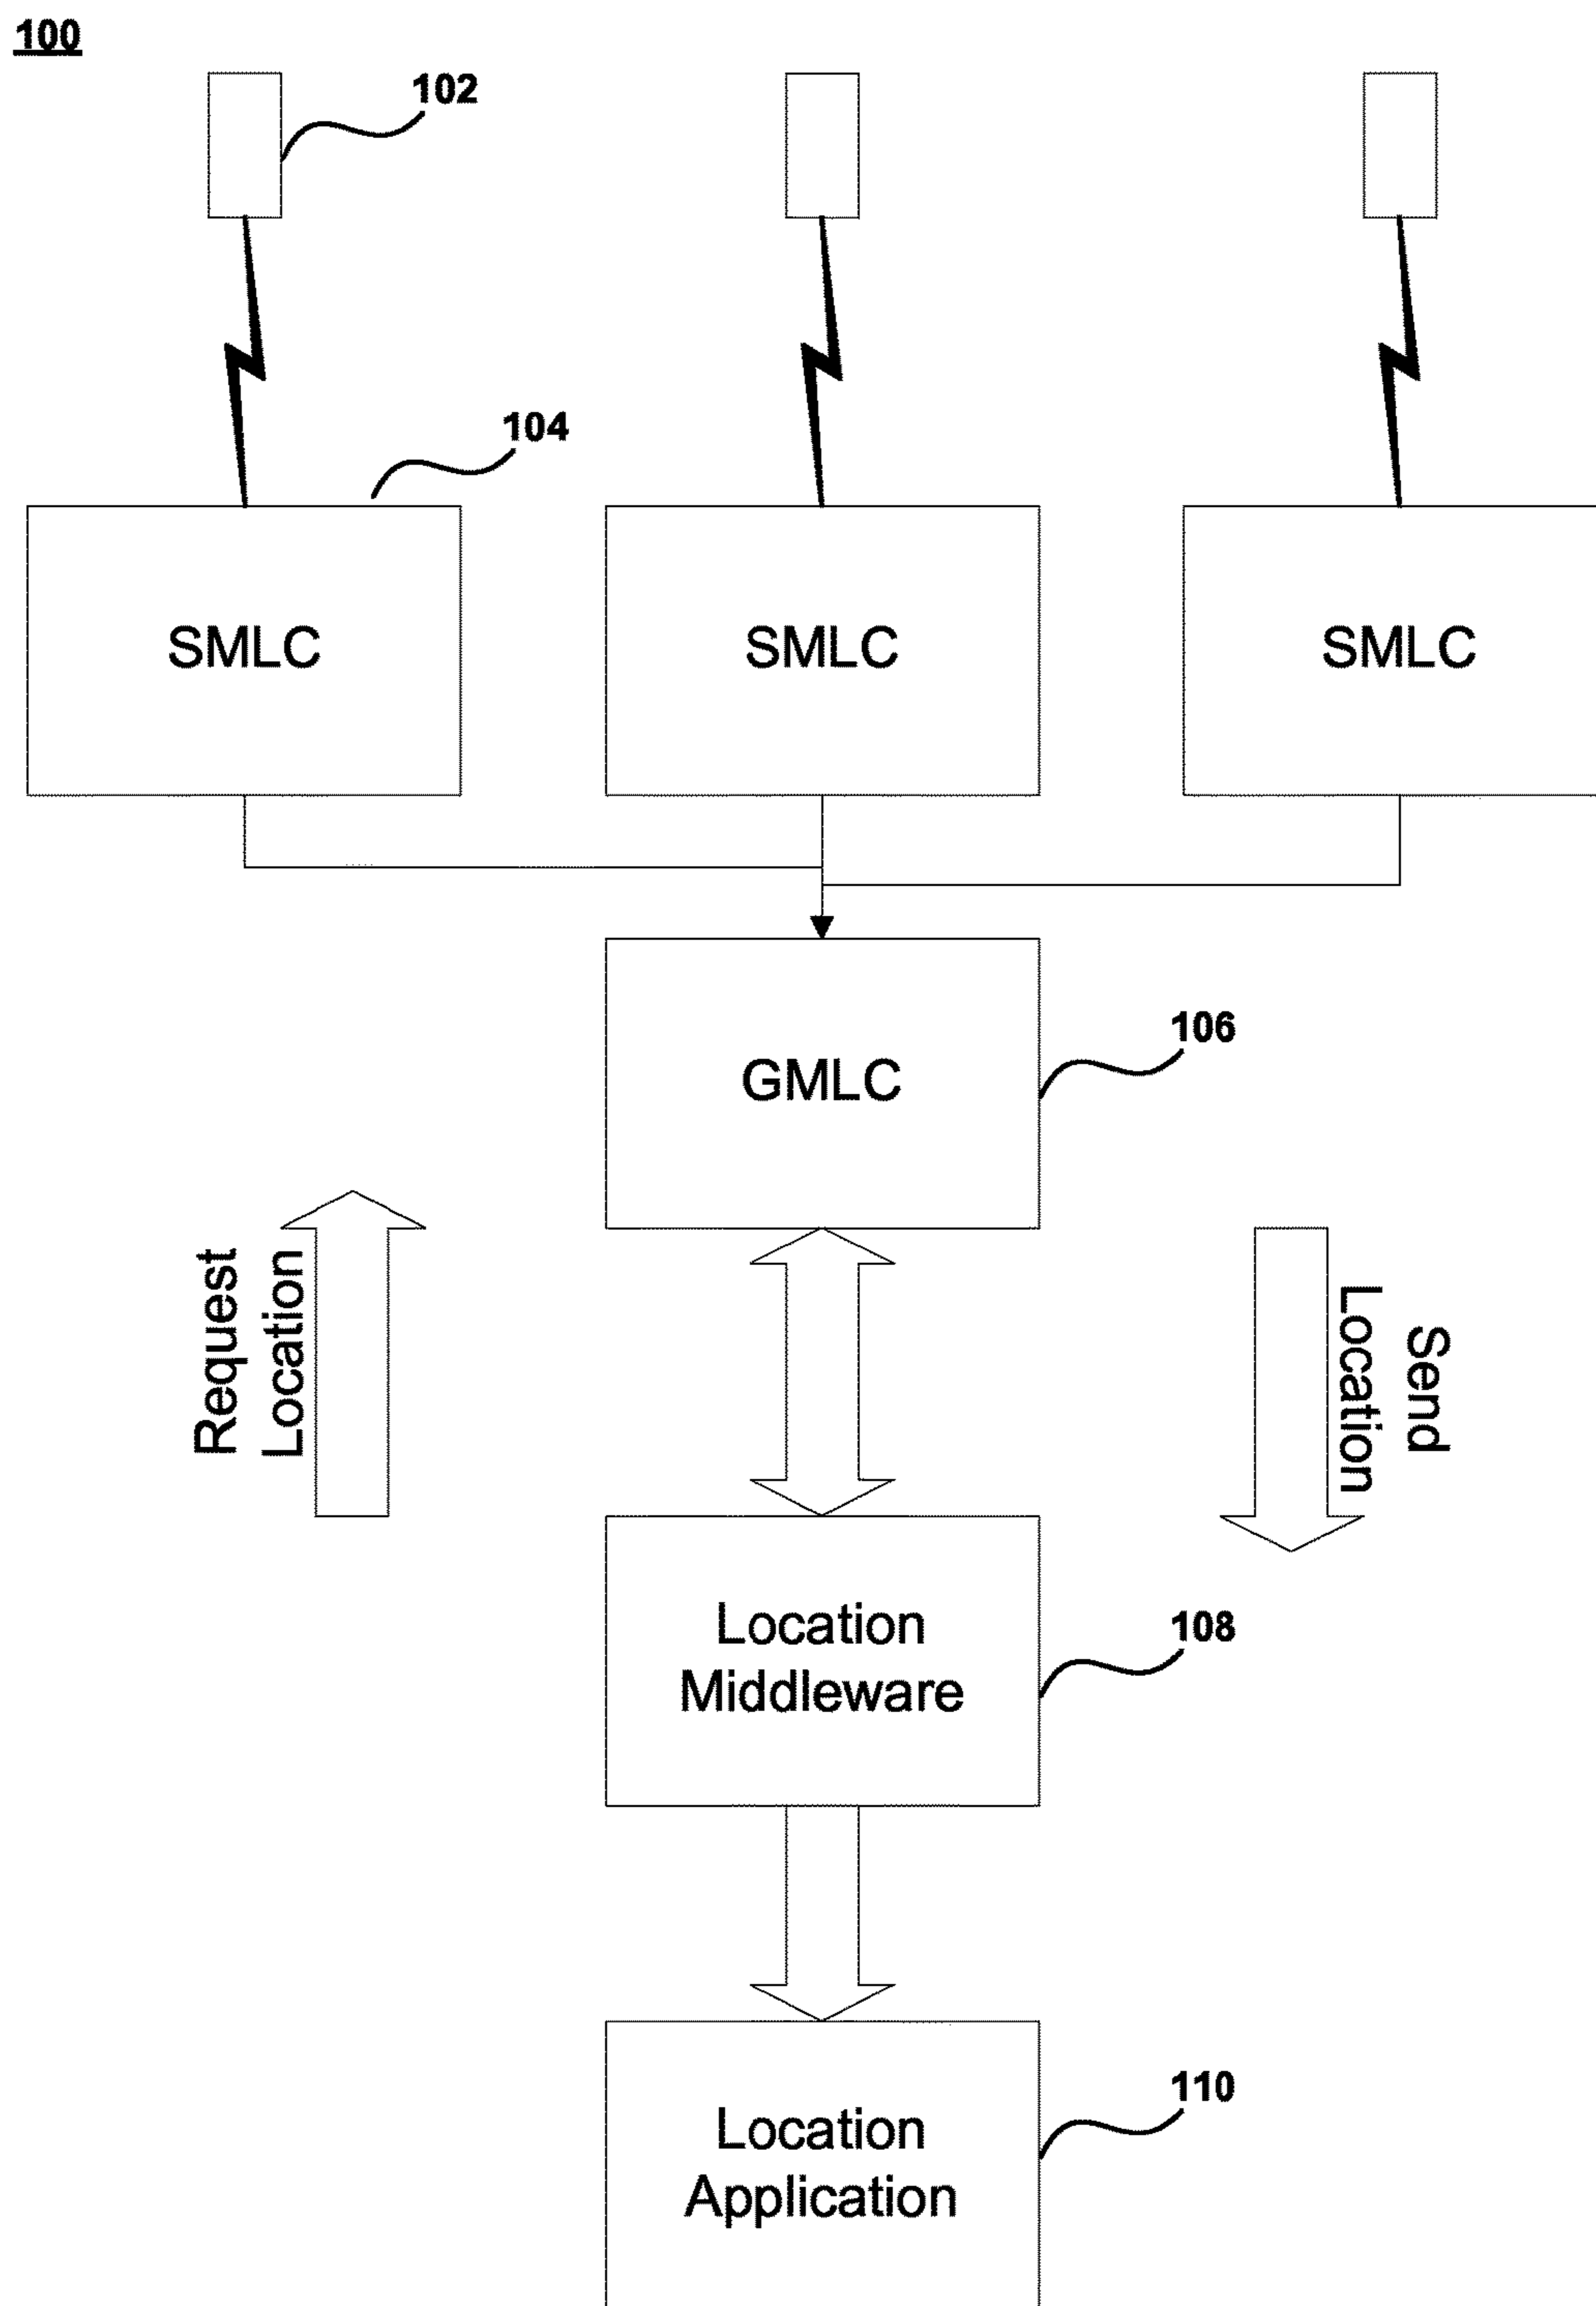 100
102
104
SMLC
SMLC
SMLC
GMLC
106
Request
Location
Send
Location
Location
Middleware
108
Location
Application
110